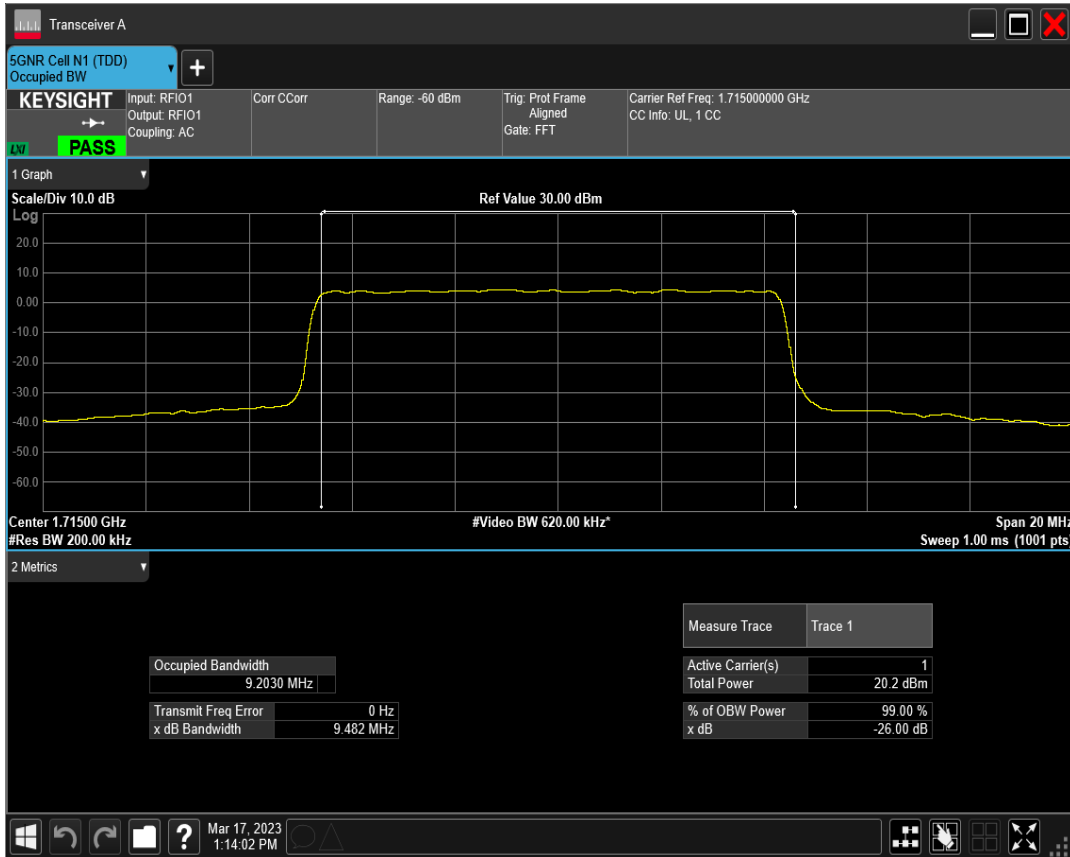 Transceiver A
5GNR Cell N1 (TDD)
Occupied BW
+
KEYSIGHT
LXI PASS
Input: RFIO1
Output: RFIO1
Coupling: AC
Corr CCorr
Range: -60 dBm
Trig: Prot Frame
Aligned
Gate: FFT
Carrier Ref Freq: 1.715000000 GHz
CC Info: UL, 1 CC
1 Graph
Scale/Div 10.0 dB Ref Value 30.00 dBm
Log
20.0
10.0
0.00
-10.0
-20.0
-30.0
-40.0
-50.0
-60.0
Center 1.71500 GHz #Video BW 620.00 kHz* Span 20 MHz
#Res BW 200.00 kHz Sweep 1.00 ms (1001 pts)
2 Metrics
Measure Trace Trace 1
Occupied Bandwidth
9.2030 MHz
Active Carrier(s) 1
Total Power 20.2 dBm
Transmit Freq Error 0 Hz
x dB Bandwidth 9.482 MHz
% of OBW Power 99.00 %
x dB -26.00 dB
?
Mar 17, 2023
1:14:02 PM